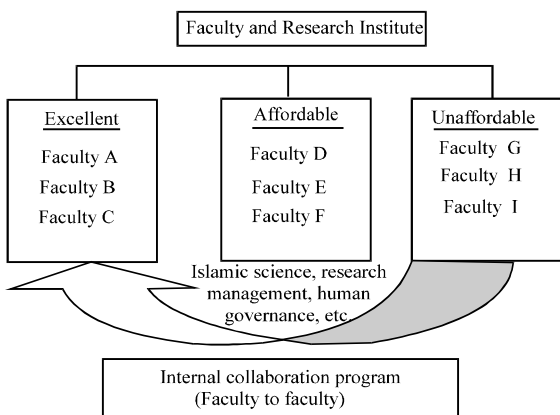 Faculty and Research Institute
Excellent
Faculty A
Faculty B
Faculty C
Affordable
Faculty D
Faculty E
Faculty F
Unaffordable
Faculty G
Faculty H
Faculty I
Islamic science, research
management, human
governance, etc.
Internal collaboration program
(Faculty to faculty)